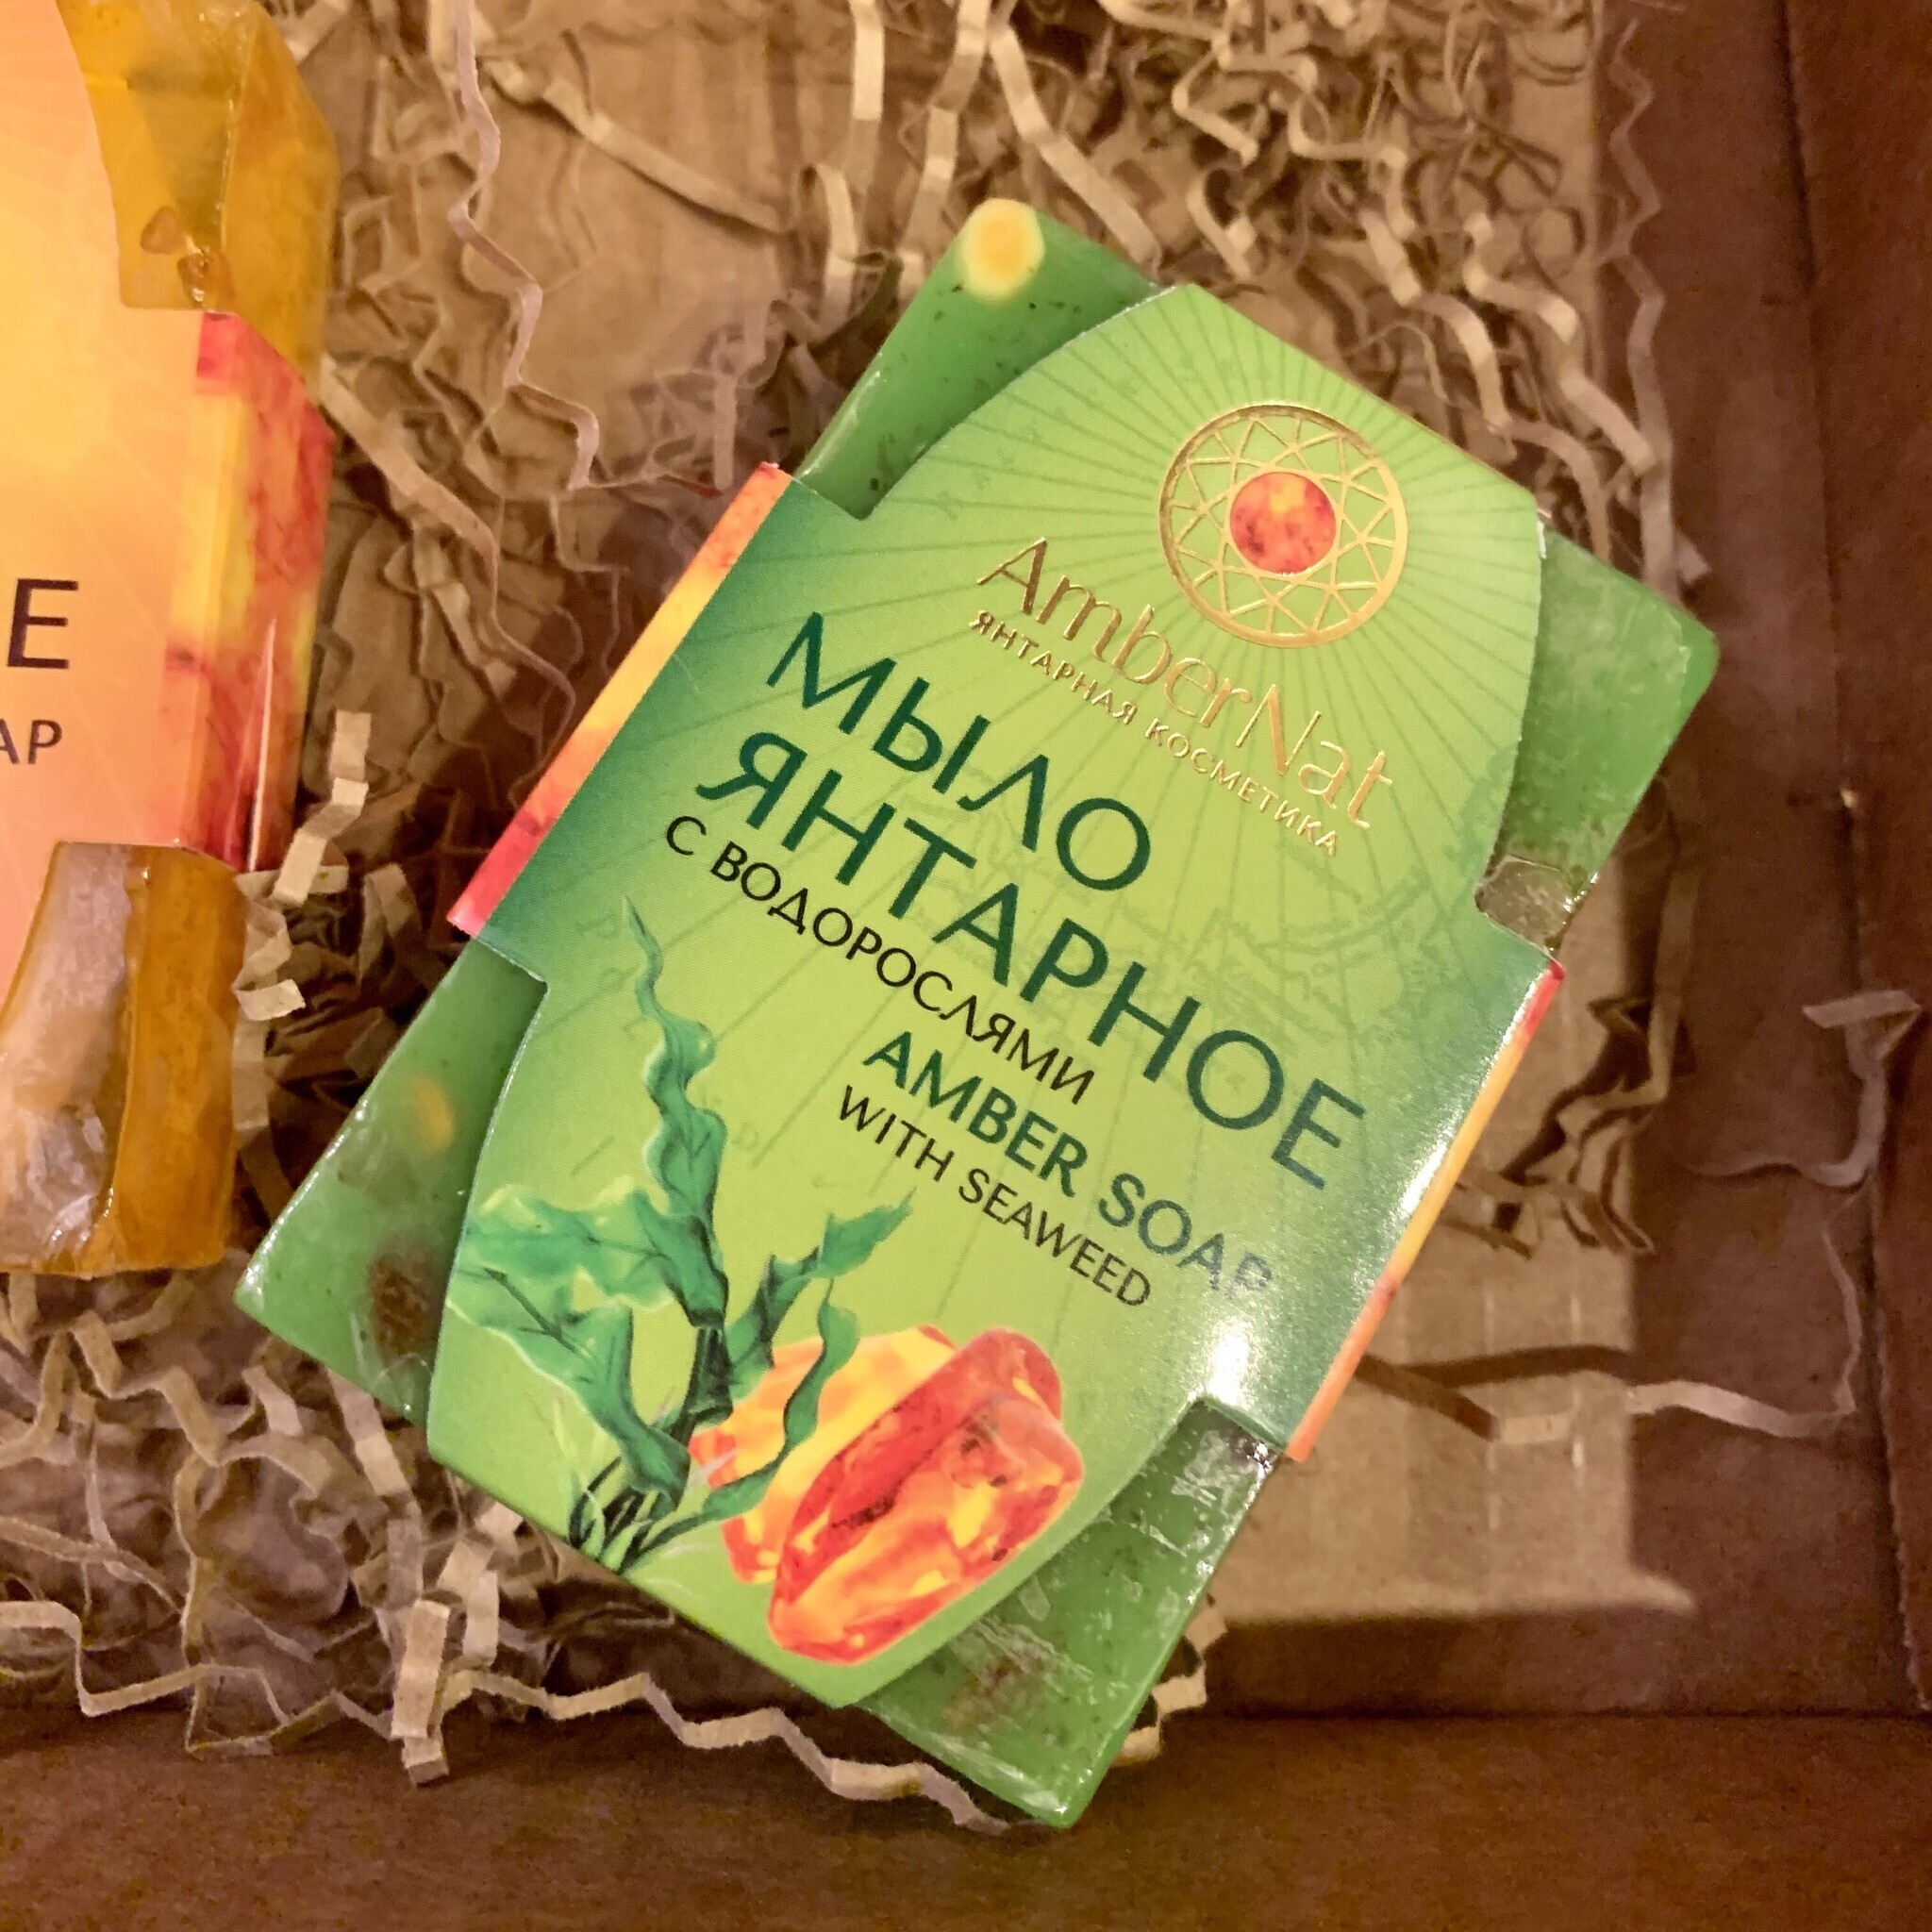 Е
AP
AmberNat
ЯНТАРНАЯ КОСМЕТИКА
МЫЛО
ЯНТАРНОЕ
С ВОДОРОСЛЯМИ
AMBER SOAP
WITH SEAWEED